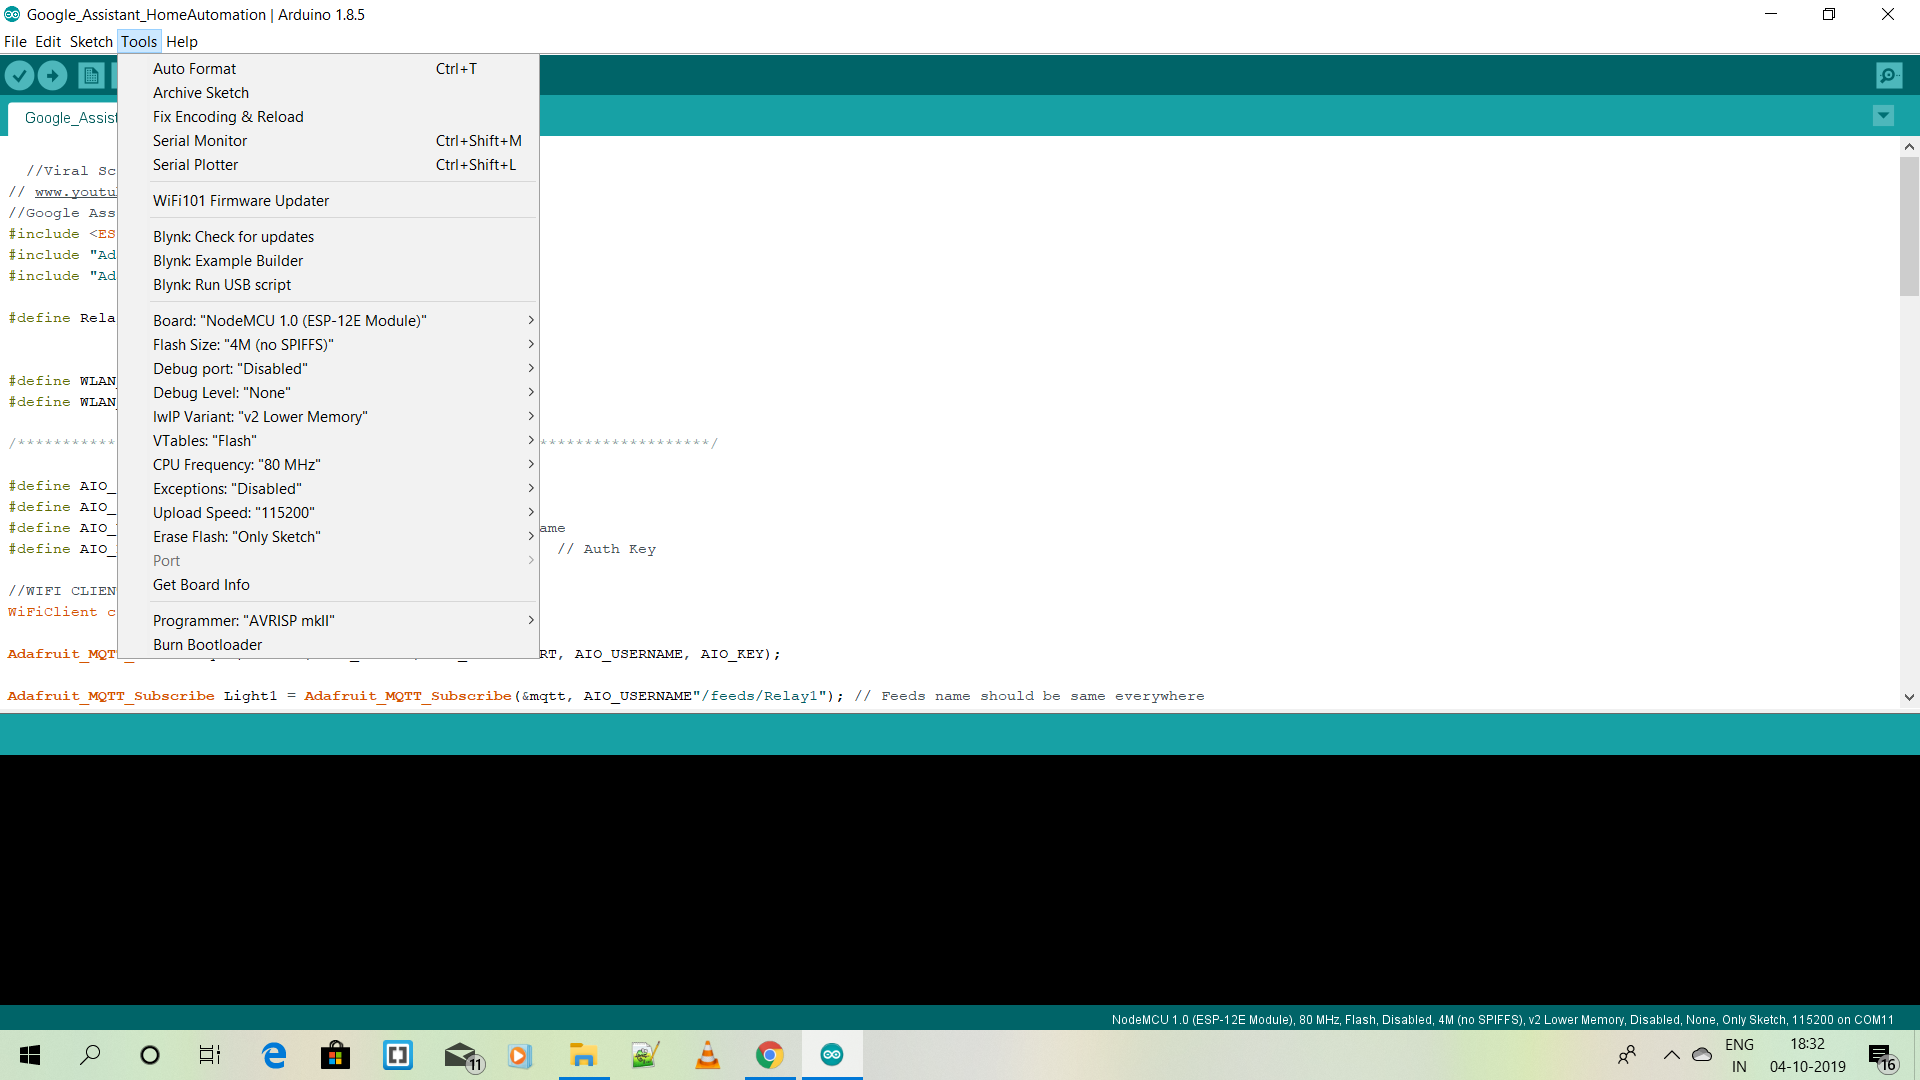 Google_Assistant_HomeAutomation | Arduino 1.8.5
File Edit Sketch Tools Help
Auto Format Ctrl+T
Archive Sketch
Fix Encoding & Reload
Serial Monitor Ctrl+Shift+M
Serial Plotter Ctrl+Shift+L
WiFi101 Firmware Updater
Blynk: Check for updates
Blynk: Example Builder
Blynk: Run USB script
Board: "NodeMCU 1.0 (ESP-12E Module)"
Flash Size: "4M (no SPIFFS)"
Debug port: "Disabled"
Debug Level: "None"
lwIP Variant: "v2 Lower Memory"
VTables: "Flash"
CPU Frequency: "80 MHz"
Exceptions: "Disabled"
Upload Speed: "115200"
Erase Flash: "Only Sketch"
Port
Get Board Info
Programmer: "AVRISP mkII"
Burn Bootloader
Google_Assist
//Viral Sc
// www.youtu
//Google Ass
#include <ES
#include "Ad
#include "Ad
#define Rela
#define WLAN_
#define WLAN_
/*********** *******************/
#define AIO_
#define AIO_
#define AIO_ ame
#define AIO_ // Auth Key
//WIFI CLIEN
WiFiClient c
Adafruit_MQT RT, AIO_USERNAME, AIO_KEY);
Adafruit_MQTT_Subscribe Light1 = Adafruit_MQTT_Subscribe(&mqtt, AIO_USERNAME"/feeds/Relay1"); // Feeds name should be same everywhere
NodeMCU 1.0 (ESP-12E Module), 80 MHz, Flash, Disabled, 4M (no SPIFFS), v2 Lower Memory, Disabled, None, Only Sketch, 115200 on COM11
11
ENG
IN
18:32
04-10-2019
16